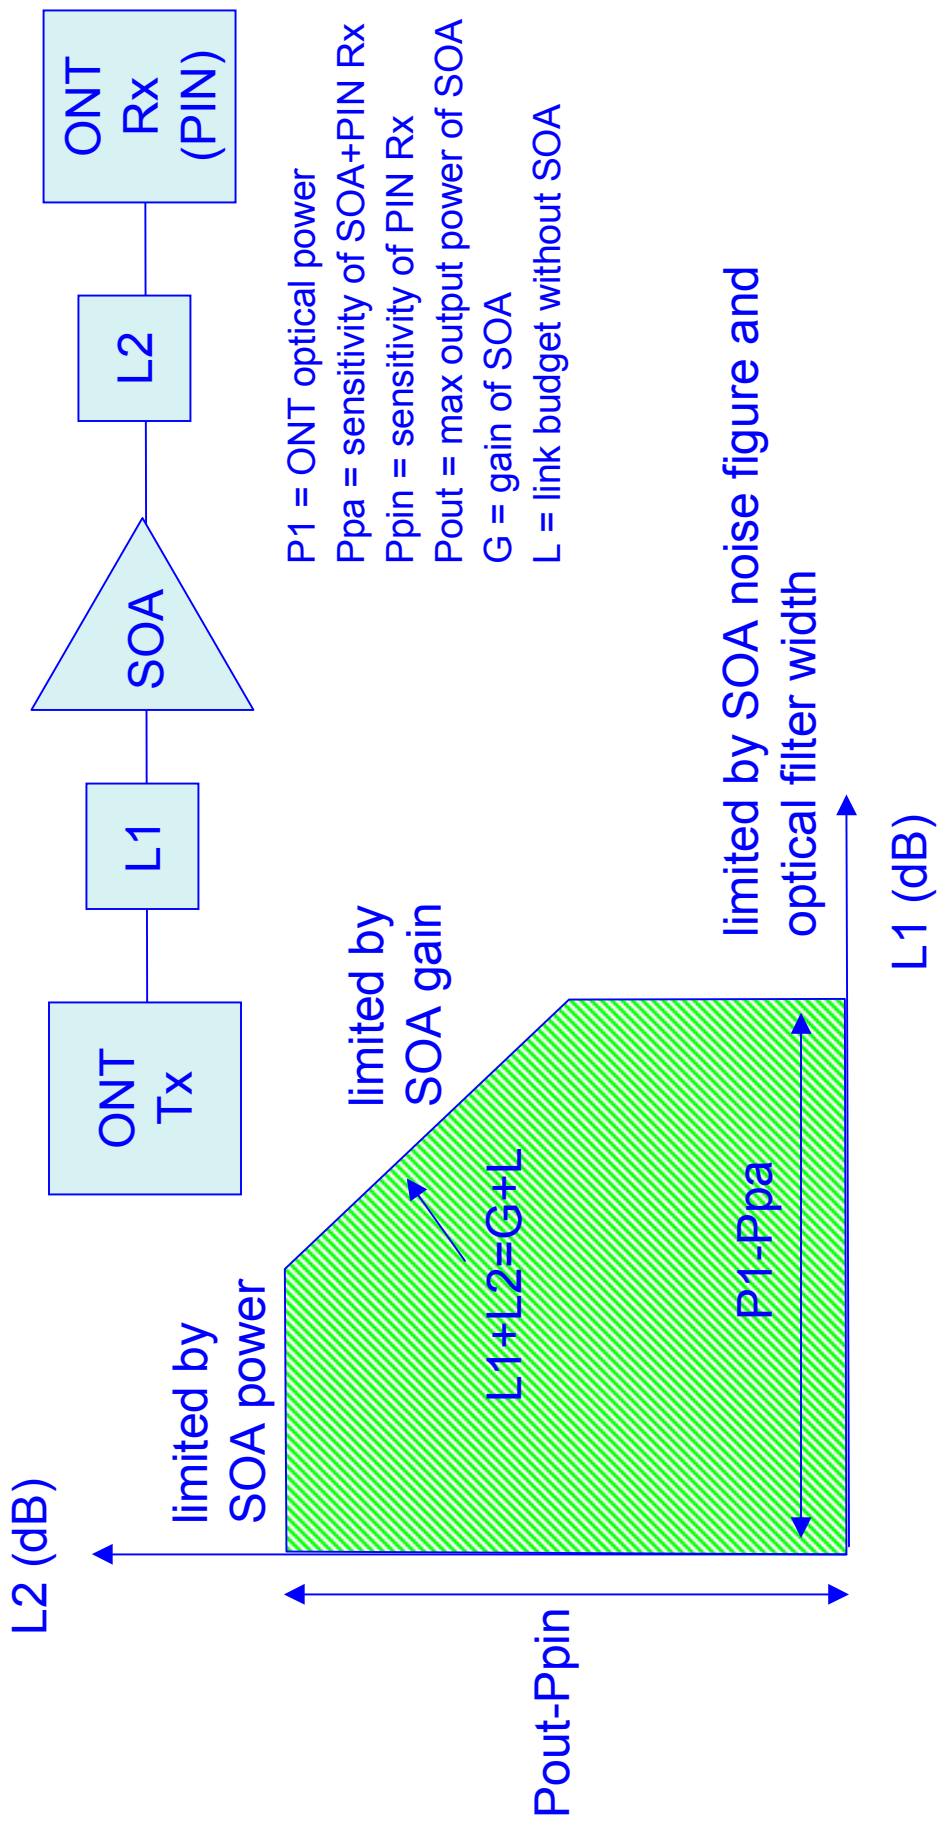 ONT
Tx
L1
SOA
L2
ONT
Rx
(PIN)
P1 = ONT optical power
Ppa = sensitivity of SOA+PIN Rx
Ppin = sensitivity of PIN Rx
Pout = max output power of SOA
G = gain of SOA
L = link budget without SOA
L2 (dB)
limited by
SOA power
limited by
SOA gain
L1+L2=G+L
Pout-Ppin
P1-Ppa
limited by SOA noise figure and
optical filter width
L1 (dB)